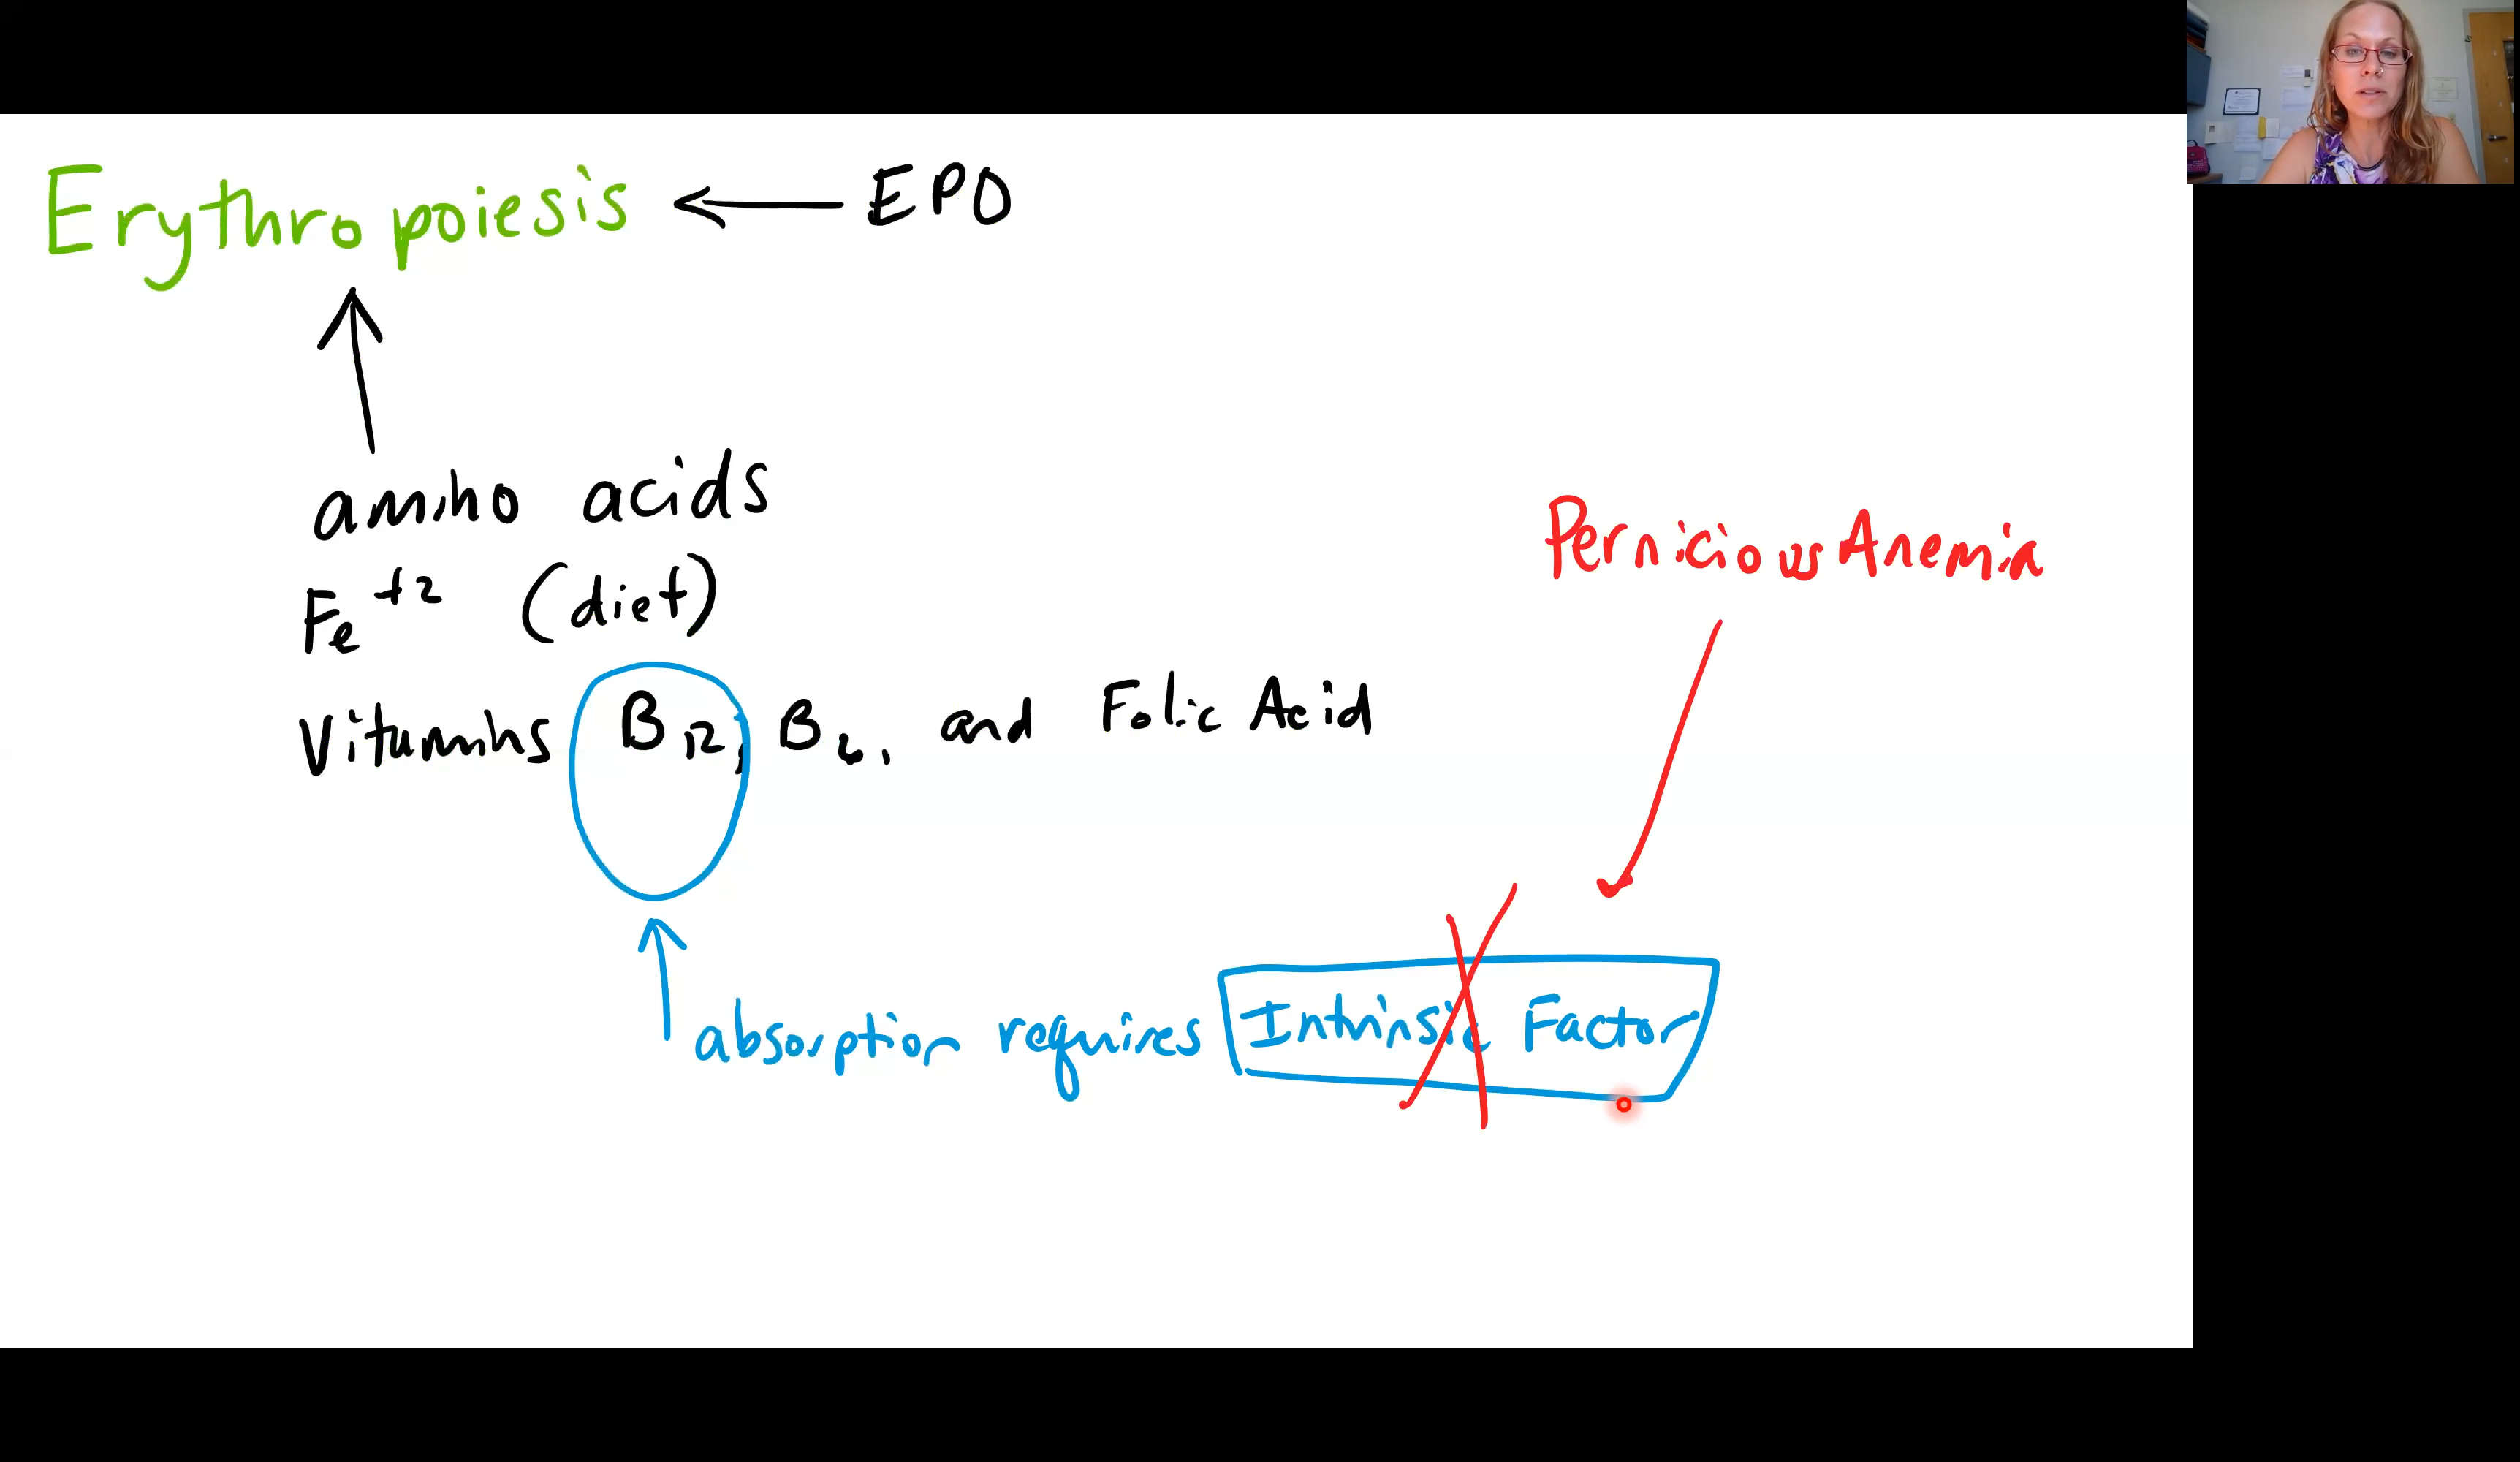 Erythropoiesis ← EPO
amino acids
Fe+2 (diet)
Vitamins B12, B6, and Folic Acid
Pernicious Anemia
absorption requires Intrinsic Factor